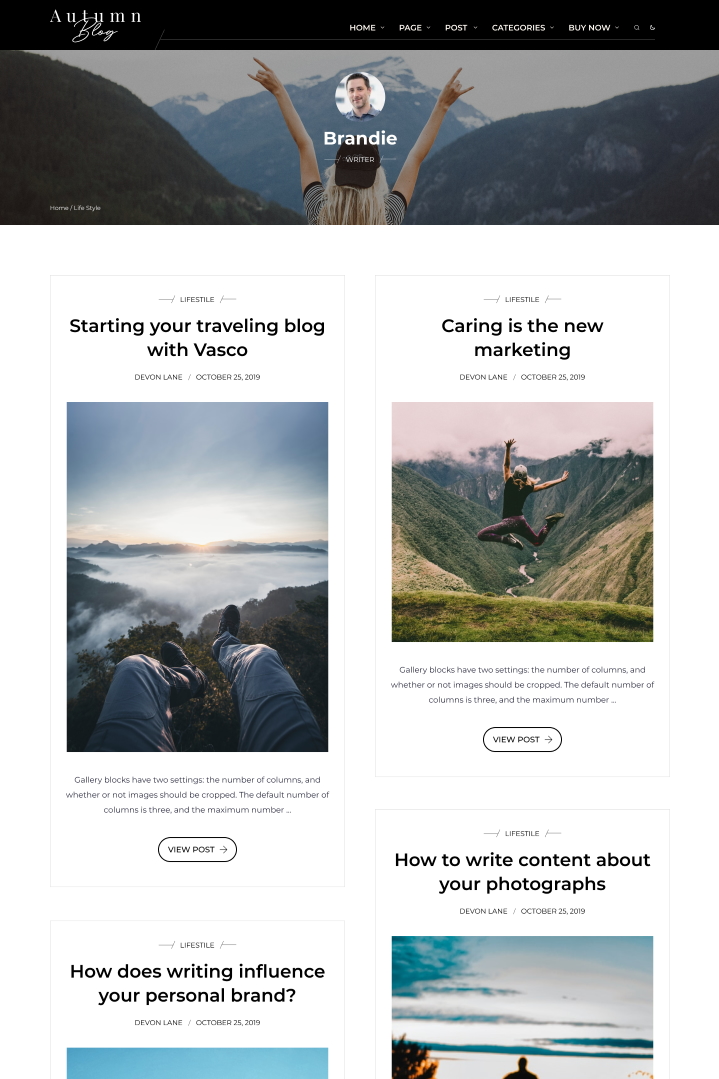 Autumn
Blog
HOME PAGE POST CATEGORIES BUY NOW
Brandie
WRITER
Home / Life Style
LIFESTILE
Starting your traveling blog
with Vasco
DEVON LANE / OCTOBER 25, 2019
Gallery blocks have two settings: the number of columns, and
whether or not images should be cropped. The default number of
columns is three, and the maximum number ...
VIEW POST
LIFESTILE
How does writing influence
your personal brand?
DEVON LANE / OCTOBER 25, 2019
LIFESTILE
Caring is the new
marketing
DEVON LANE / OCTOBER 25, 2019
Gallery blocks have two settings: the number of columns, and
whether or not images should be cropped. The default number of
columns is three, and the maximum number ...
VIEW POST
LIFESTILE
How to write content about
your photographs
DEVON LANE / OCTOBER 25, 2019